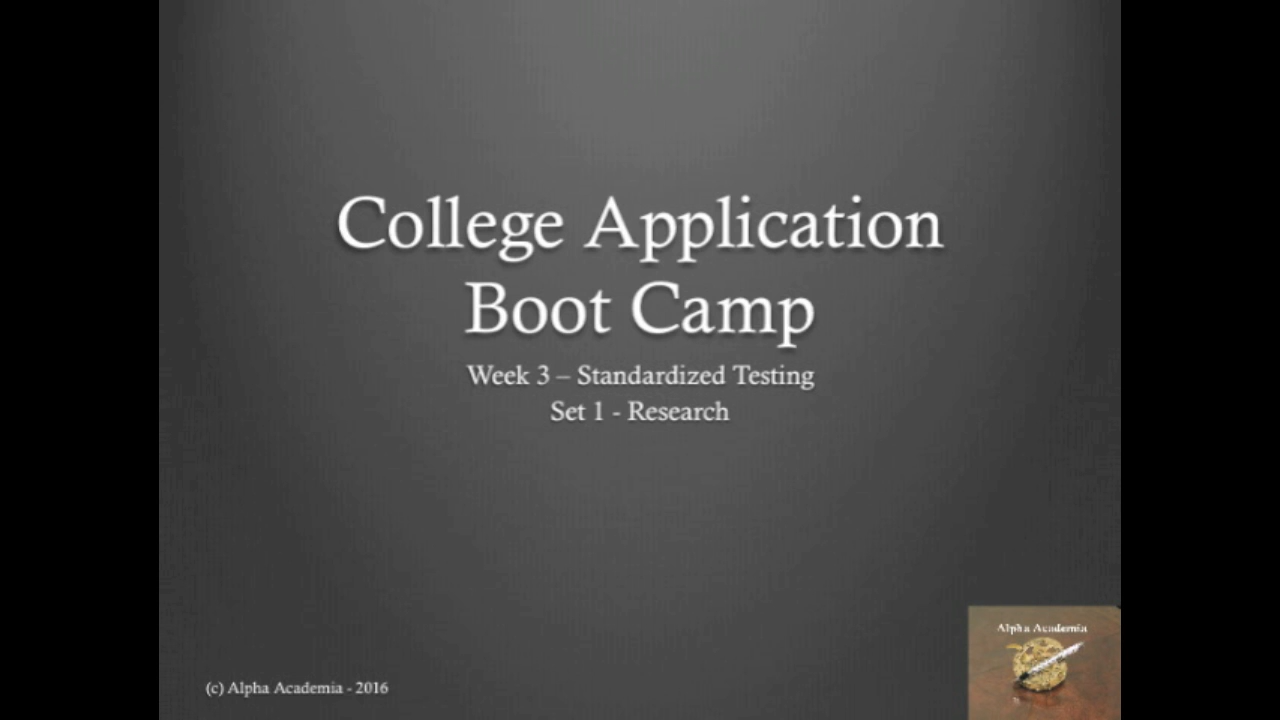 College Application
Boot Camp
Week 3 – Standardized Testing
Set 1 - Research
(c) Alpha Academia - 2016
Alpha Academia